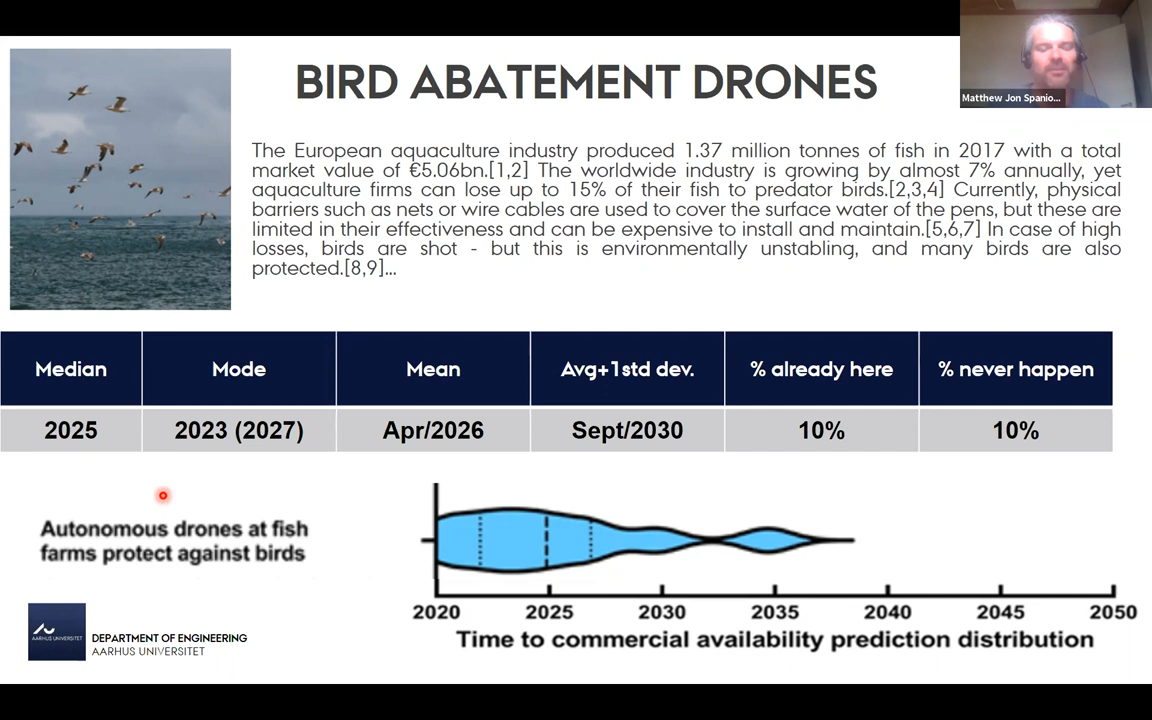 BIRD ABATEMENT DRONES
Matthew Jon Spanio...
The European aquaculture industry produced 1.37 million tonnes of fish in 2017 with a total
market value of €5.06bn.[1,2] The worldwide industry is growing by almost 7% annually, yet
aquaculture firms can lose up to 15% of their fish to predator birds.[2,3,4] Currently, physical
barriers such as nets or wire cables are used to cover the surface water of the pens, but these are
limited in their effectiveness and can be expensive to install and maintain.[5,6,7] In case of high
losses, birds are shot - but this is environmentally unstabling, and many birds are also
protected.[8,9]...
Median Mode Mean Avg+1std dev. % already here % never happen
2025 2023 (2027) Apr/2026 Sept/2030 10% 10%
Autonomous drones at fish
farms protect against birds
2020 2025 2030 2035 2040 2045 2050
Time to commercial availability prediction distribution
AARHUS UNIVERSITET
DEPARTMENT OF ENGINEERING
AARHUS UNIVERSITET